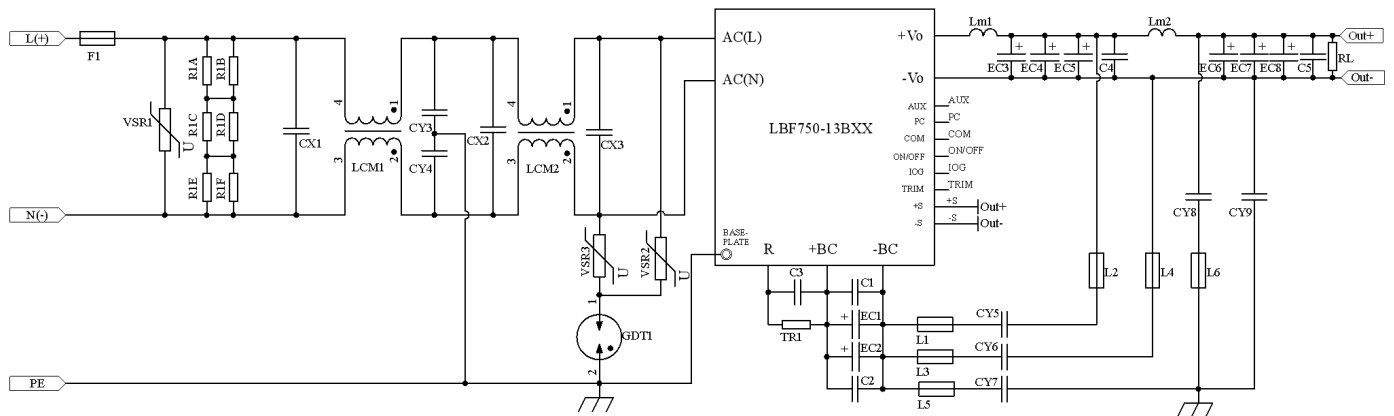 L(+)
F1
N(-)
PE
VSR1
U
R1A
R1B
R1C
R1D
R1E
R1F
CX1
4
1
3
2
LCM1
CY3
CY4
CX2
4
1
3
2
LCM2
CX3
VSR3
U
VSR2
U
1
GDT1
2
AC(L)
AC(N)
LBF750-13BXX
BASE-
PLATE
R
+BC
-BC
+Vo
-Vo
AUX
PC
COM
ON/OFF
IOG
TRIM
+S
-S
AUX
PC
COM
ON/OFF
IOG
TRIM
+S
-S
Out+
Out-
C3
TR1
C1
+
EC1
+
EC2
C2
L1
L3
L5
CY5
CY6
CY7
Lm1
+
EC3
+
EC4
+
EC5
C4
Lm2
+
EC6
+
EC7
+
EC8
C5
RL
Out+
Out-
CY8
CY9
L2
L4
L6